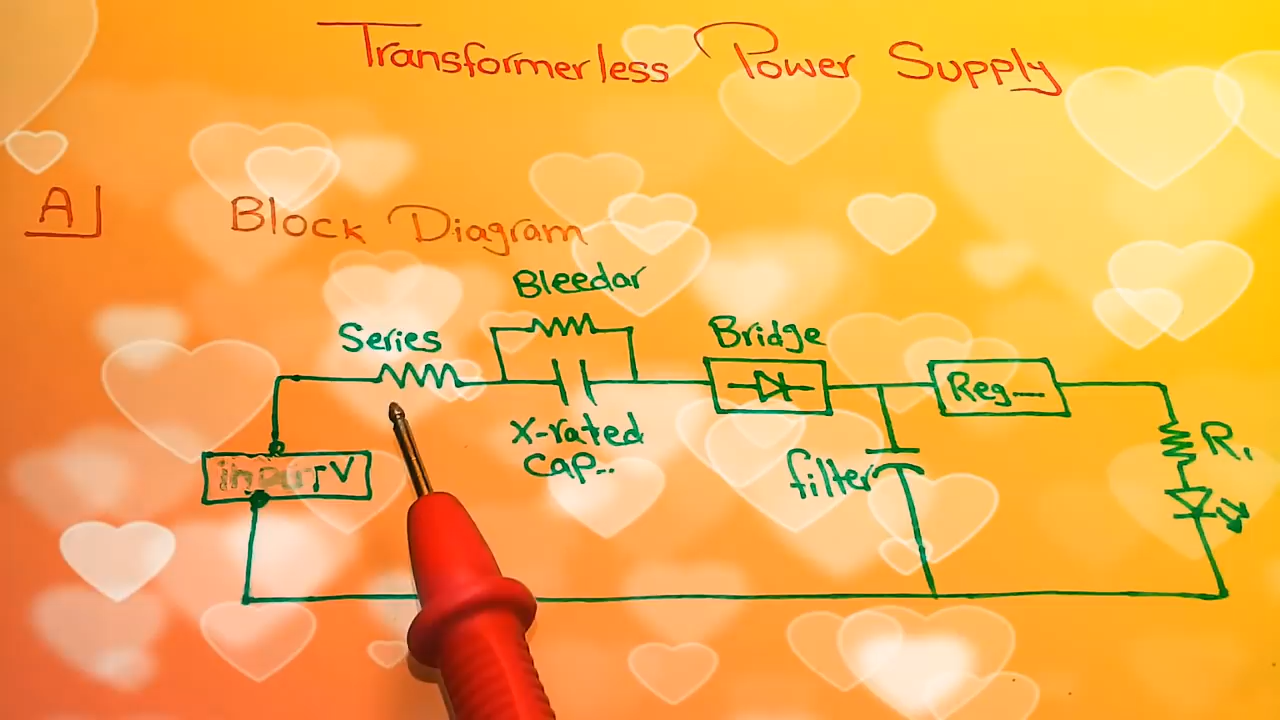 Transformerless Power Supply
A
Block Diagram
Bleedar
Series
Bridge
X-rated
cap..
input V
filter
Reg—
R1